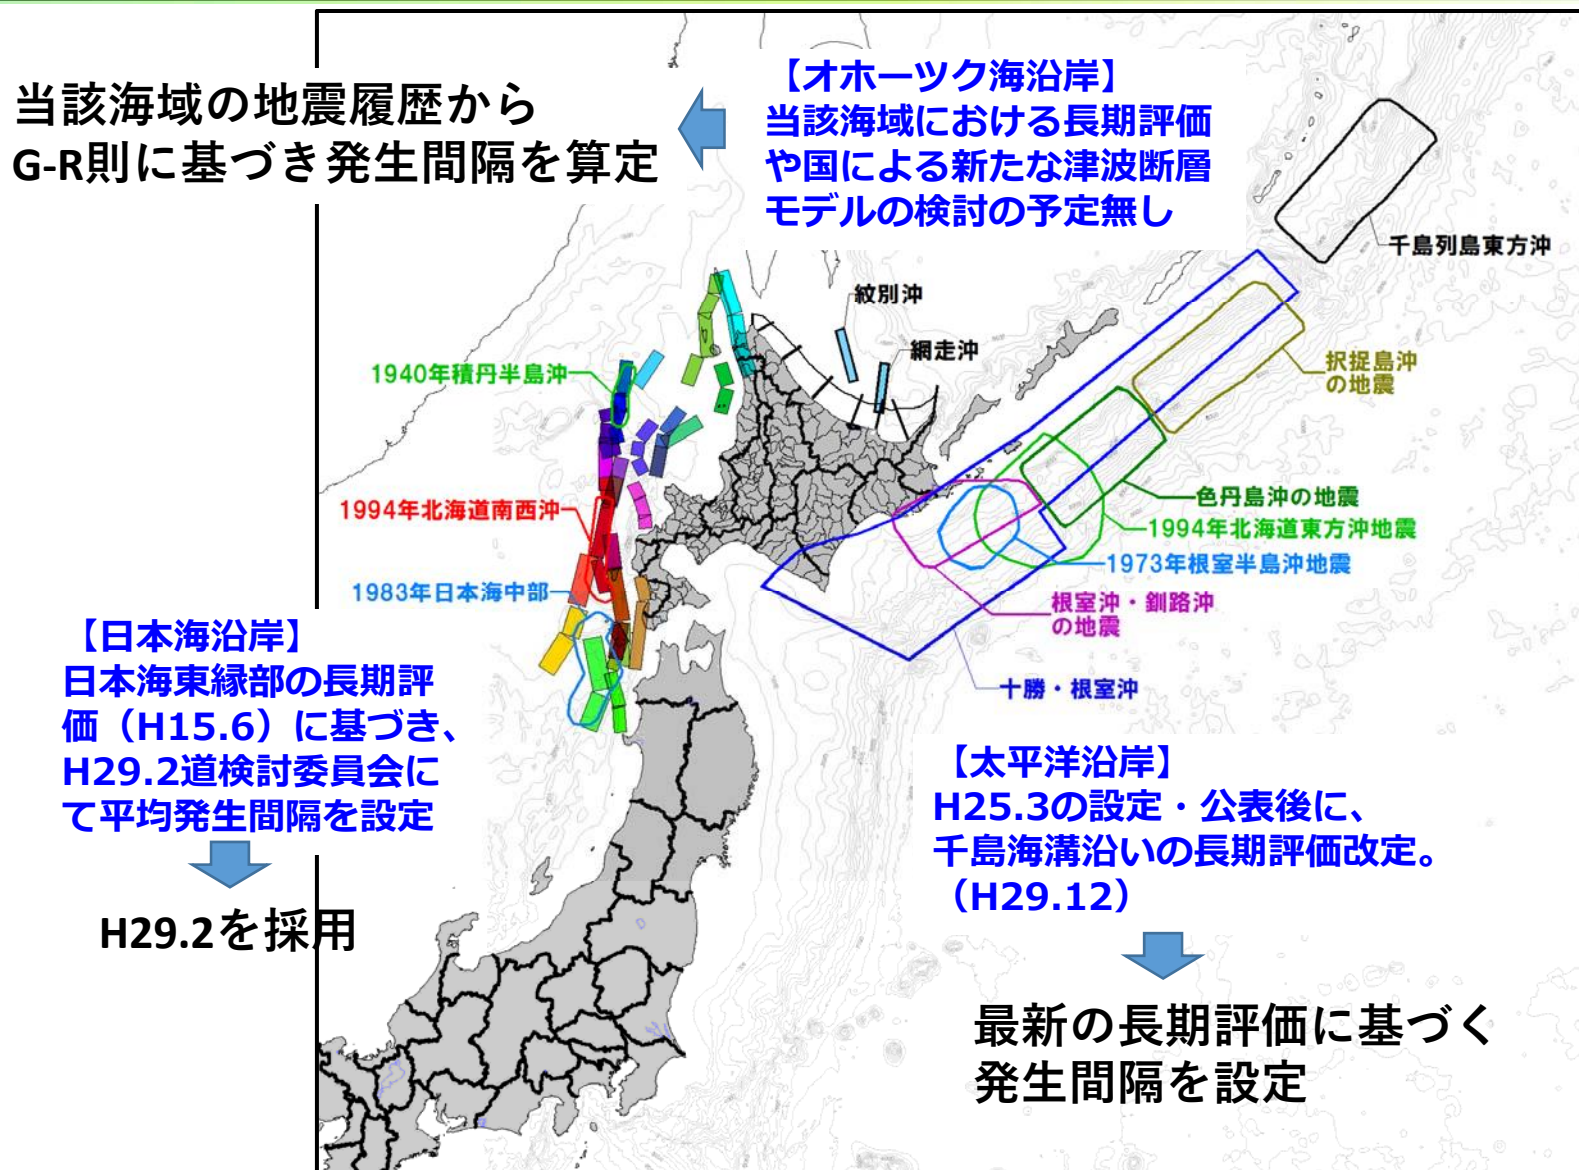 当該海域の地震履歴から
G-R則に基づき発生間隔を算定
【オホーツク海沿岸】
当該海域における長期評価
や国による新たな津波断層
モデルの検討の予定無し
千島列島東方沖
紋別沖
網走沖
択捉島沖
の地震
1940年積丹半島沖
色丹島沖の地震
1994年北海道南西沖
1994年北海道東方沖地震
1973年根室半島沖地震
1983年日本海中部
根室沖・釧路沖
の地震
十勝・根室沖
【日本海沿岸】
日本海東縁部の長期評
価（H15.6）に基づき、
H29.2道検討委員会に
て平均発生間隔を設定
H29.2を採用
【太平洋沿岸】
H25.3の設定・公表後に、
千島海溝沿いの長期評価改定。
（H29.12）
最新の長期評価に基づく
発生間隔を設定